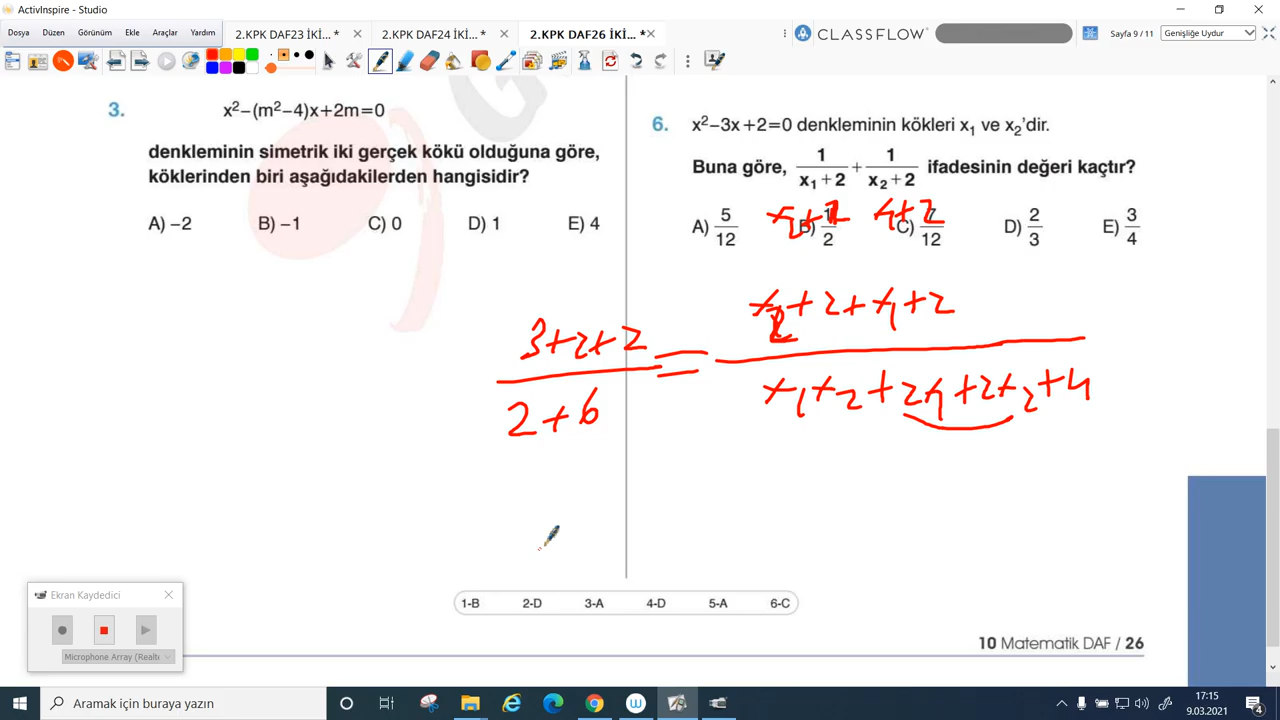 ActivInspire - Studio
Dosya Düzen Görünüm Ekle Araçlar Yardım
2.KPK DAF23 İKİ... * 2.KPK DAF24 İKİ... * 2.KPK DAF26 İKİ... *
CLASSFLOW
Sayfa 9 / 11 Genişliğe Uydur
3. x²−(m²−4)x+2m=0
denkleminin simetrik iki gerçek kökü olduğuna göre,
köklerinden biri aşağıdakilerden hangisidir?
A) −2 B) −1 C) 0 D) 1 E) 4
6. x²−3x+2=0 denkleminin kökleri x₁ ve x₂'dir.
Buna göre, 1/(x₁+2) + 1/(x₂+2) ifadesinin değeri kaçtır?
x₂+2 x₁+2
A) 5/12 B) 1/2 C) 7/12 D) 2/3 E) 3/4
x₂+2+x₁+2
x₁x₂+2x₁+2x₂+4
3+2+2 =
2+6
Ekran Kaydedici
Microphone Array (Realte
1-B 2-D 3-A 4-D 5-A 6-C
10 Matematik DAF / 26
Aramak için buraya yazın
17:15
9.03.2021
4